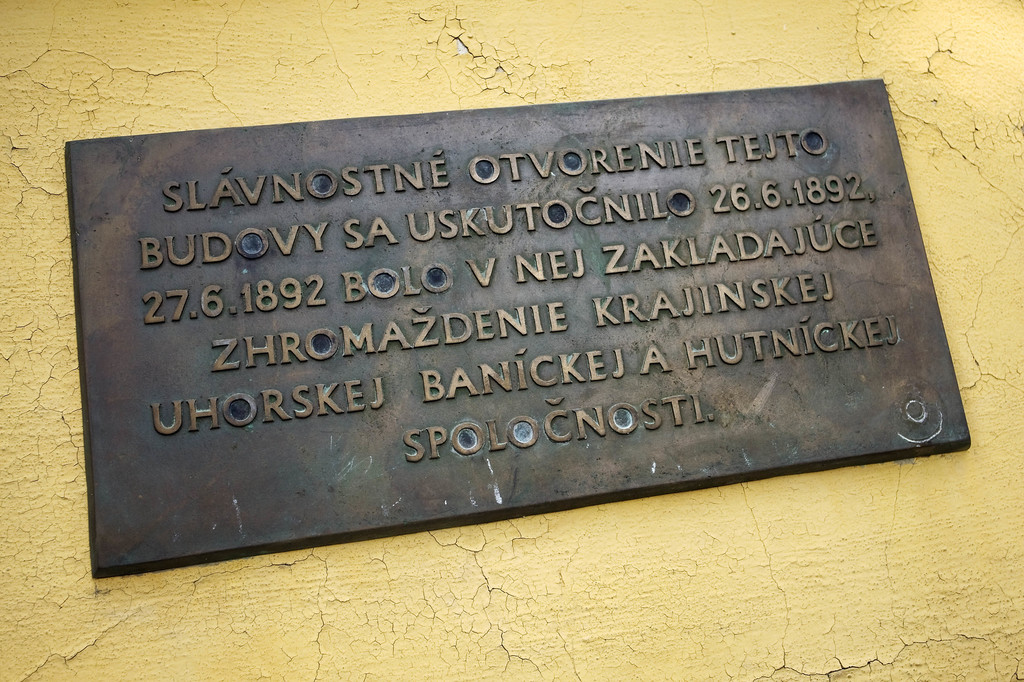 SLÁVNOSTNÉ OTVORENIE TEJTO
BUDOVY SA USKUTOČNILO 26.6.1892,
27.6.1892 BOLO V NEJ ZAKLADAJÚCE
ZHROMAŽDENIE KRAJINSKEJ
UHORSKEJ BANÍCKEJ A HUTNÍCKEJ
SPOLOČNOSTI.